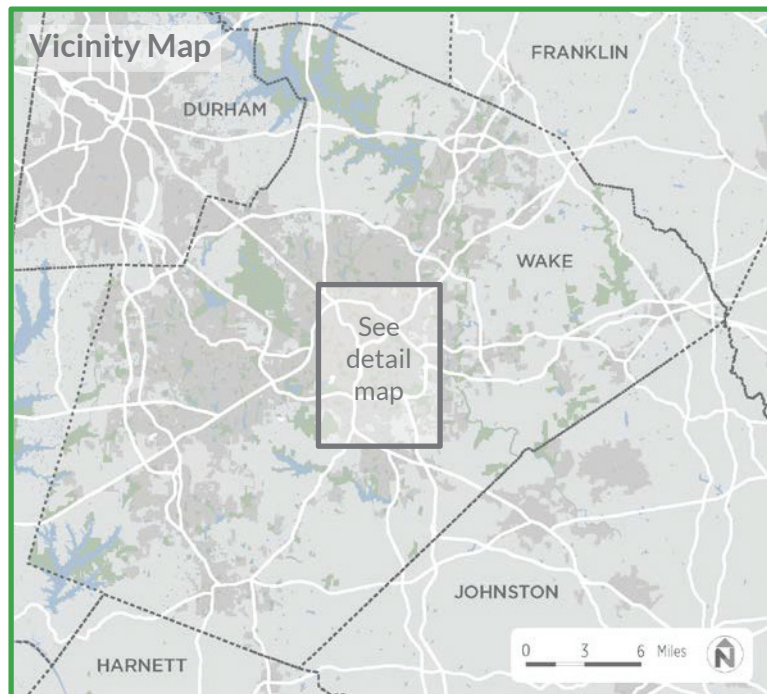 Vicinity Map
FRANKLIN
DURHAM
WAKE
See
detail
map
JOHNSTON
HARNETT
0 3 6 Miles
N